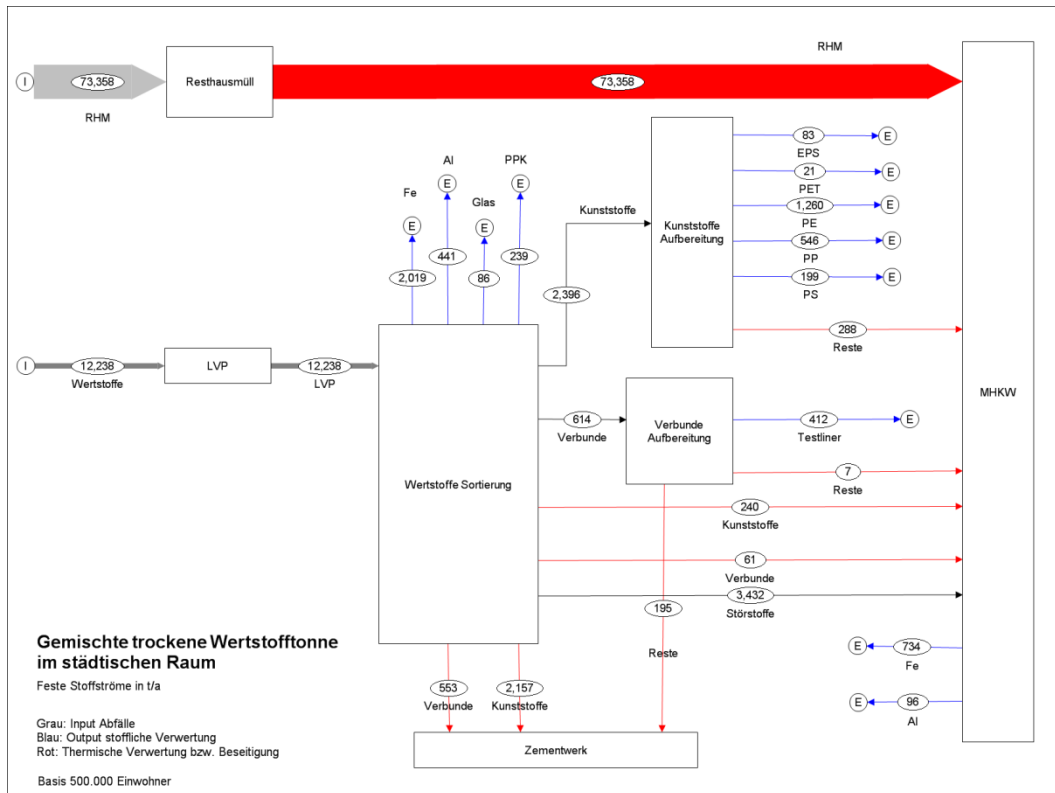 RHM
I
73,358
Resthausmüll
73,358
RHM
83
E
EPS
Al
PPK
21
E
E
E
PET
Fe
Glas
Kunststoffe
Kunststoffe
Aufbereitung
1,260
E
E
E
PE
546
E
PP
441
239
2,019
86
199
E
2,396
PS
288
Reste
I
12,238
LVP
12,238
Wertstoffe
LVP
MHKW
614
Verbunde
Verbunde
Aufbereitung
412
E
Testliner
Wertstoffe Sortierung
7
Reste
240
Kunststoffe
61
Verbunde
3,432
Störstoffe
195
Reste
Gemischte trockene Wertstofftonne
im städtischen Raum
E
734
Fe
Feste Stoffströme in t/a
553
2,157
Verbunde
Kunststoffe
E
96
Al
Grau: Input Abfälle
Blau: Output stoffliche Verwertung
Rot: Thermische Verwertung bzw. Beseitigung
Zementwerk
Basis 500.000 Einwohner